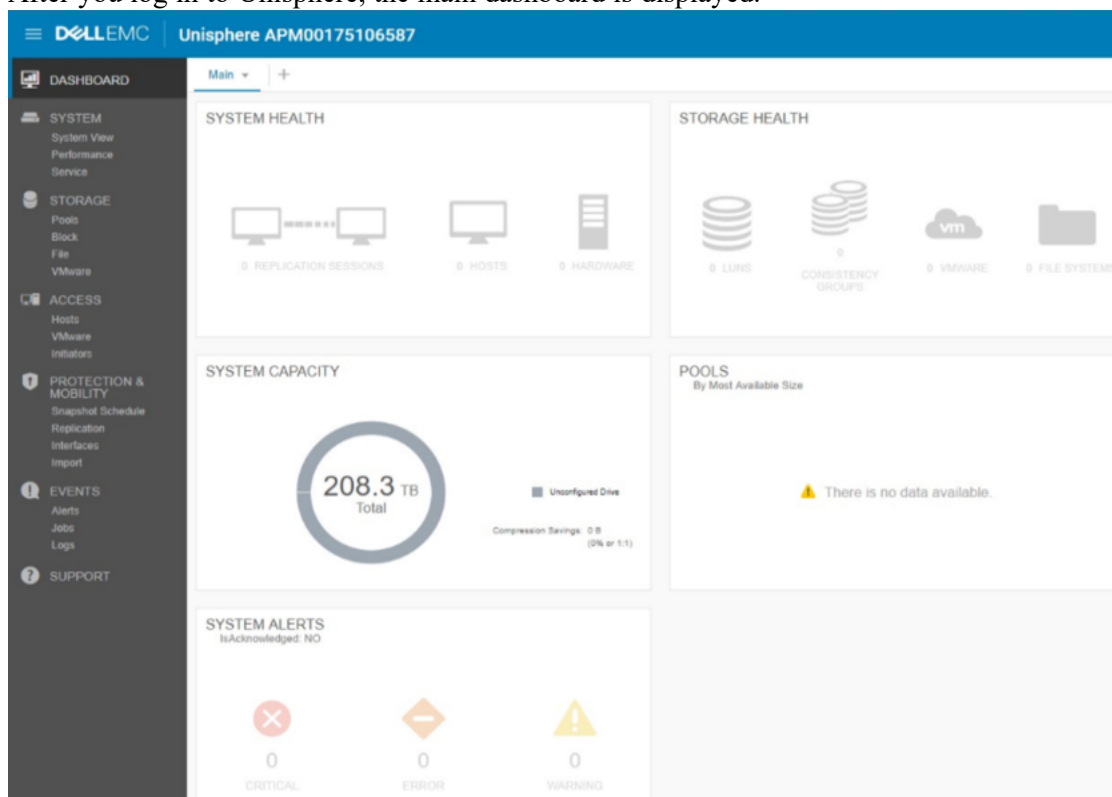 After you log in to Unisphere, the main dashboard is displayed.
DELLEMC Unisphere APM00175106587
DASHBOARD
SYSTEM
System View
Performance
Service
STORAGE
Pools
Block
File
VMware
ACCESS
Hosts
VMware
Initiators
PROTECTION &
MOBILITY
Snapshot Schedule
Replication
Interfaces
Import
EVENTS
Alerts
Jobs
Logs
SUPPORT
Main
SYSTEM HEALTH
0 REPLICATION SESSIONS
0 HOSTS
0 HARDWARE
STORAGE HEALTH
0 LUNS
0
CONSISTENCY
GROUPS
vm
0 VMWARE
0 FILE SYSTEMS
SYSTEM CAPACITY
208.3 TB
Total
Unconfigured Drive
Compression Savings: 0 B
(0% or 1:1)
POOLS
By Most Available Size
There is no data available.
SYSTEM ALERTS
IsAcknowledged: NO
0
CRITICAL
0
ERROR
0
WARNING